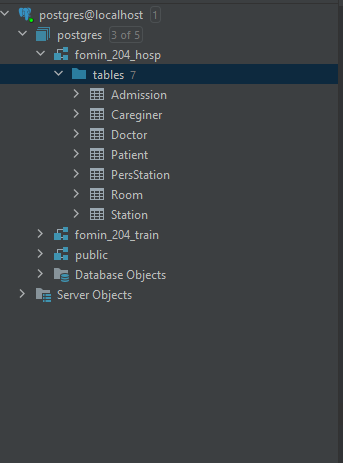 postgres@localhost 1
postgres 3 of 5
fomin_204_hosp
tables 7
Admission
Careginer
Doctor
Patient
PersStation
Room
Station
fomin_204_train
public
Database Objects
Server Objects